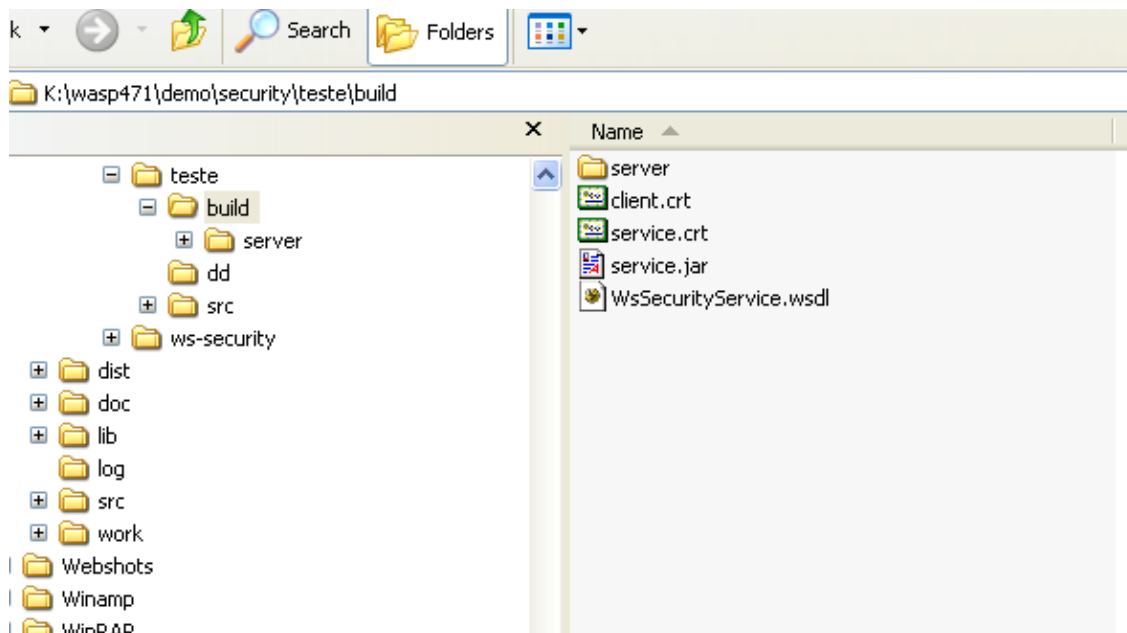 k Search Folders
K:\wasp471\demo\security\teste\build
Name
teste
build
server
dd
src
ws-security
dist
doc
lib
log
src
work
Webshots
Winamp
WinRAR
server
client.crt
service.crt
service.jar
WsSecurityService.wsdl